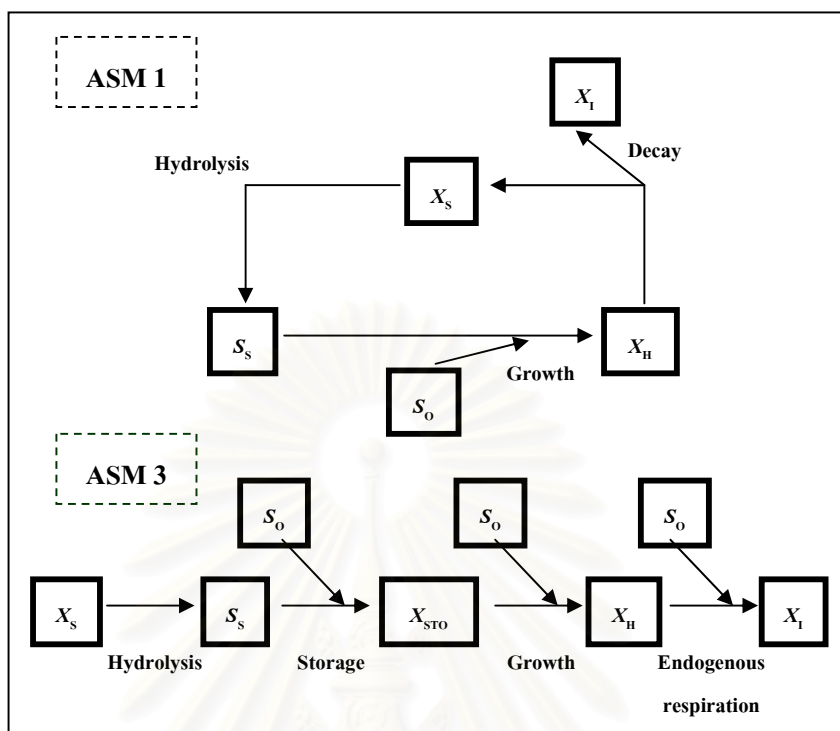 ASM 1
X_I
Decay
Hydrolysis
X_S
S_S
X_H
Growth
S_O
ASM 3
S_O
S_O
S_O
X_S
S_S
X_STO
X_H
X_I
Hydrolysis
Storage
Growth
Endogenous
respiration